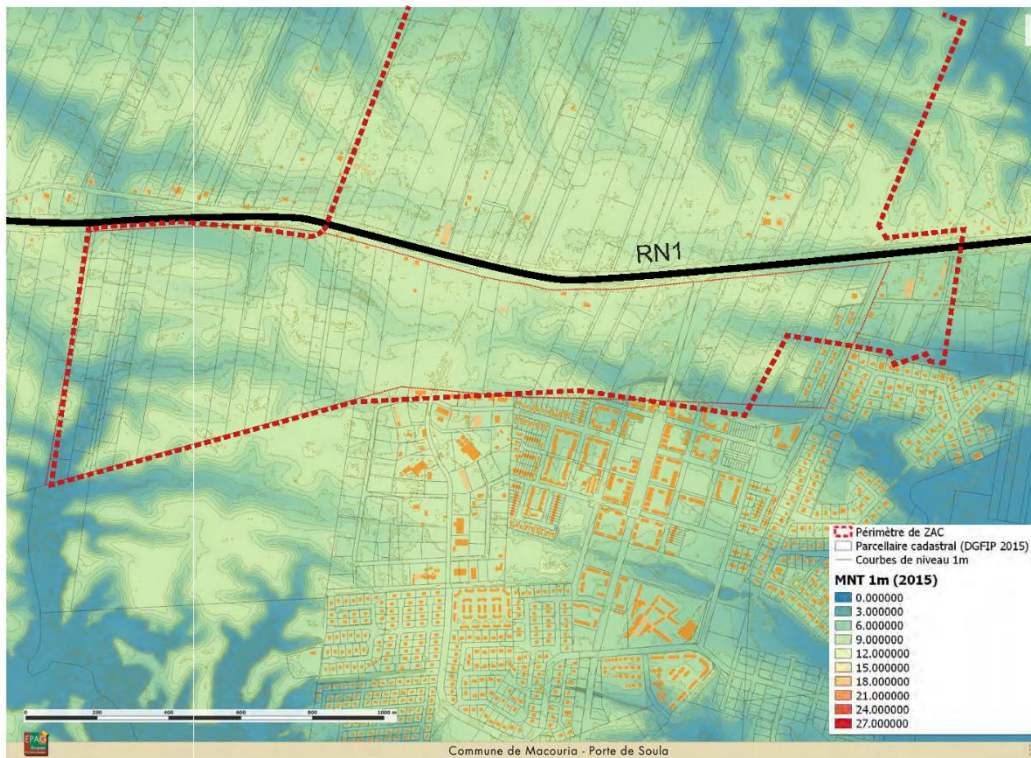 RN1
Périmètre de ZAC
Parcellaire cadastral (DGFIP 2015)
Courbes de niveau 1m
MNT 1m (2015)
0.000000
3.000000
6.000000
9.000000
12.000000
15.000000
18.000000
21.000000
24.000000
27.000000
0 200 400 600 800 1000 m
EPAG
Commune de Macouria - Porte de Soula